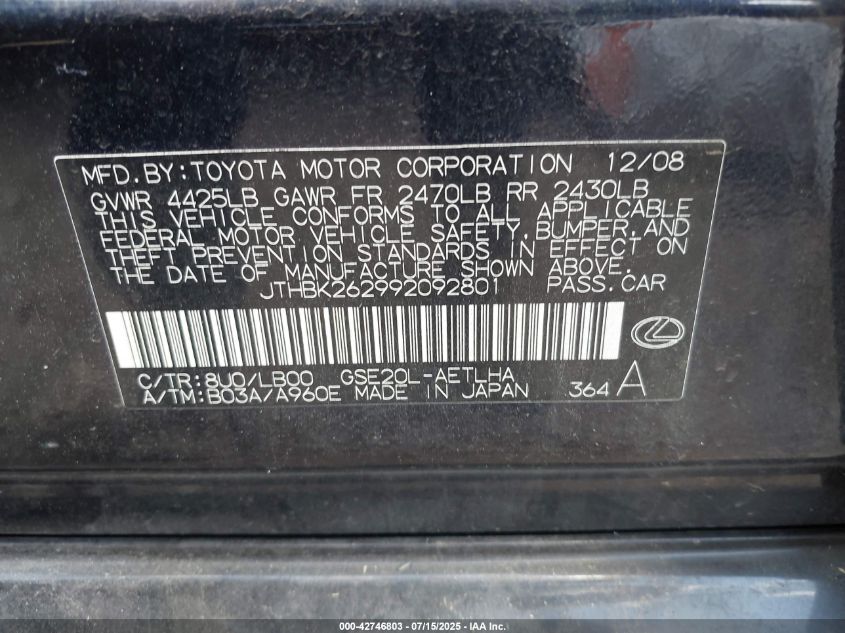 MFD.BY:TOYOTA MOTOR CORPORATION 12/08
GVWR 4425LB GAWR FR 2470LB RR 2430LB
THIS VEHICLE CONFORMS TO ALL APPLICABLE
FEDERAL MOTOR VEHICLE SAFETY,BUMPER,AND
THEFT PREVENTION STANDARDS IN EFFECT ON
THE DATE OF MANUFACTURE SHOWN ABOVE.
JTHBK262992092801 PASS.CAR
C/TR:8U0/LB00 GSE20L-AETLHA
A/TM:B03A/A960E MADE IN JAPAN 364 A
000-42746803 - 07/15/2025 - IAA Inc.